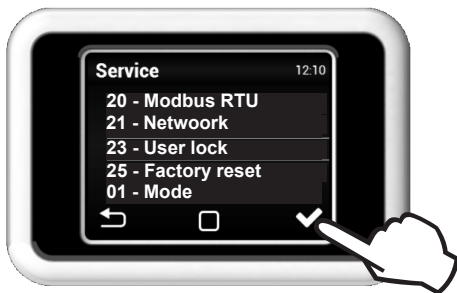 Service 12:10
20 - Modbus RTU
21 - Netwoork
23 - User lock
25 - Factory reset
01 - Mode